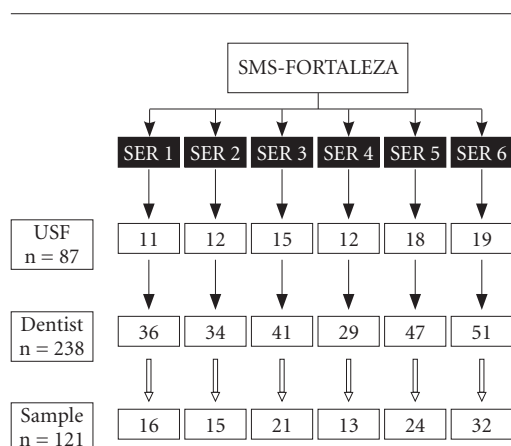 SMS-FORTALEZA
SER 1 SER 2 SER 3 SER 4 SER 5 SER 6
USF
n = 87
11 12 15 12 18 19
Dentist
n = 238
36 34 41 29 47 51
Sample
n = 121
16 15 21 13 24 32